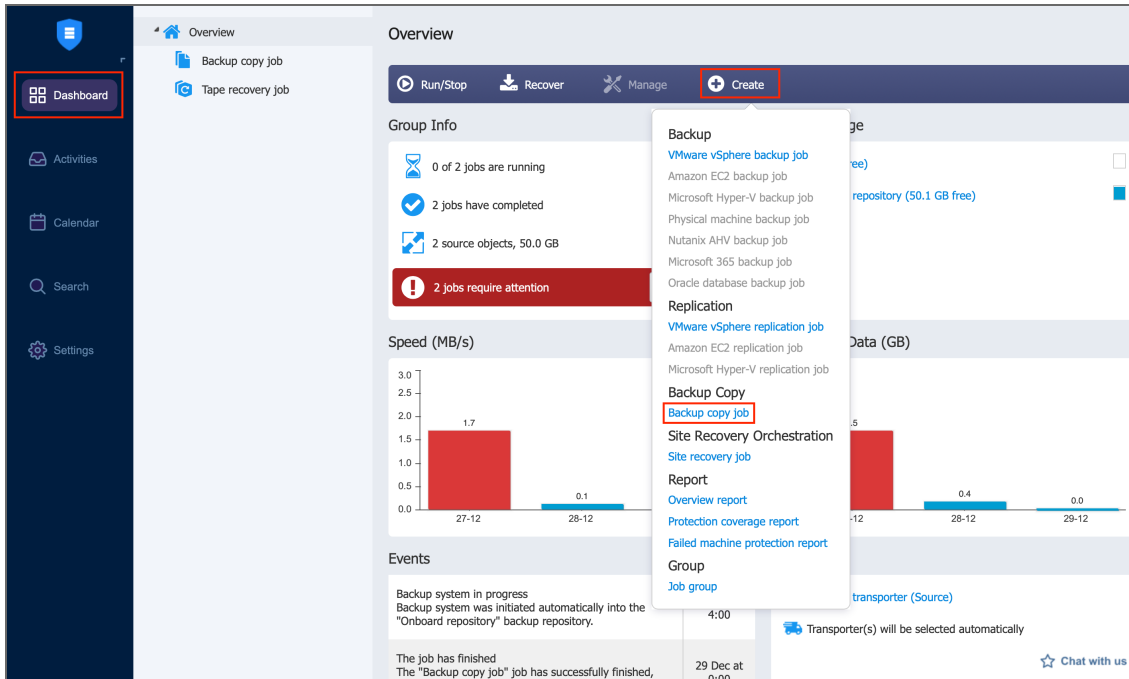 Dashboard
Activities
Calendar
Search
Settings
Overview
Backup copy job
Tape recovery job
Overview
Run/Stop
Recover
Manage
Create
Group Info
0 of 2 jobs are running
2 jobs have completed
2 source objects, 50.0 GB
2 jobs require attention
Backup
VMware vSphere backup job
Amazon EC2 backup job
Microsoft Hyper-V backup job
Physical machine backup job
Nutanix AHV backup job
Microsoft 365 backup job
Oracle database backup job
Replication
VMware vSphere replication job
Amazon EC2 replication job
Microsoft Hyper-V replication job
Backup Copy
Backup copy job
Site Recovery Orchestration
Site recovery job
Report
Overview report
Protection coverage report
Failed machine protection report
Group
Job group
repository (50.1 GB free)
Speed (MB/s)
3.0
2.5
2.0
1.5
1.0
0.5
0.0
1.7
0.1
27-12
28-12
Data (GB)
.5
0.4
0.0
-12
28-12
29-12
Events
Backup system in progress
Backup system was initiated automatically into the
"Onboard repository" backup repository.
4:00
The job has finished
The "Backup copy job" job has successfully finished,
29 Dec at
transporter (Source)
Transporter(s) will be selected automatically
Chat with us